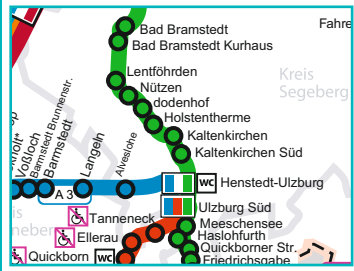 Bad Bramstedt
Fahre
Bad Bramstedt Kurhaus
Lentföhrden
Nützen
dodenhof
Holstentherme
Kreis
Segeberg
Kaltenkirchen
Kaltenkirchen Süd
Voßloch
Barmstedt Brunnenstr.
Barmstedt
Langeln
Alveslohe
A 3
WC
Henstedt-Ulzburg
Ulzburg Süd
Tanneneck
Meeschensee
Ellerau
Haslohfurth
Quickborner Str.
Quickborn
WC
Friedrichsgabe